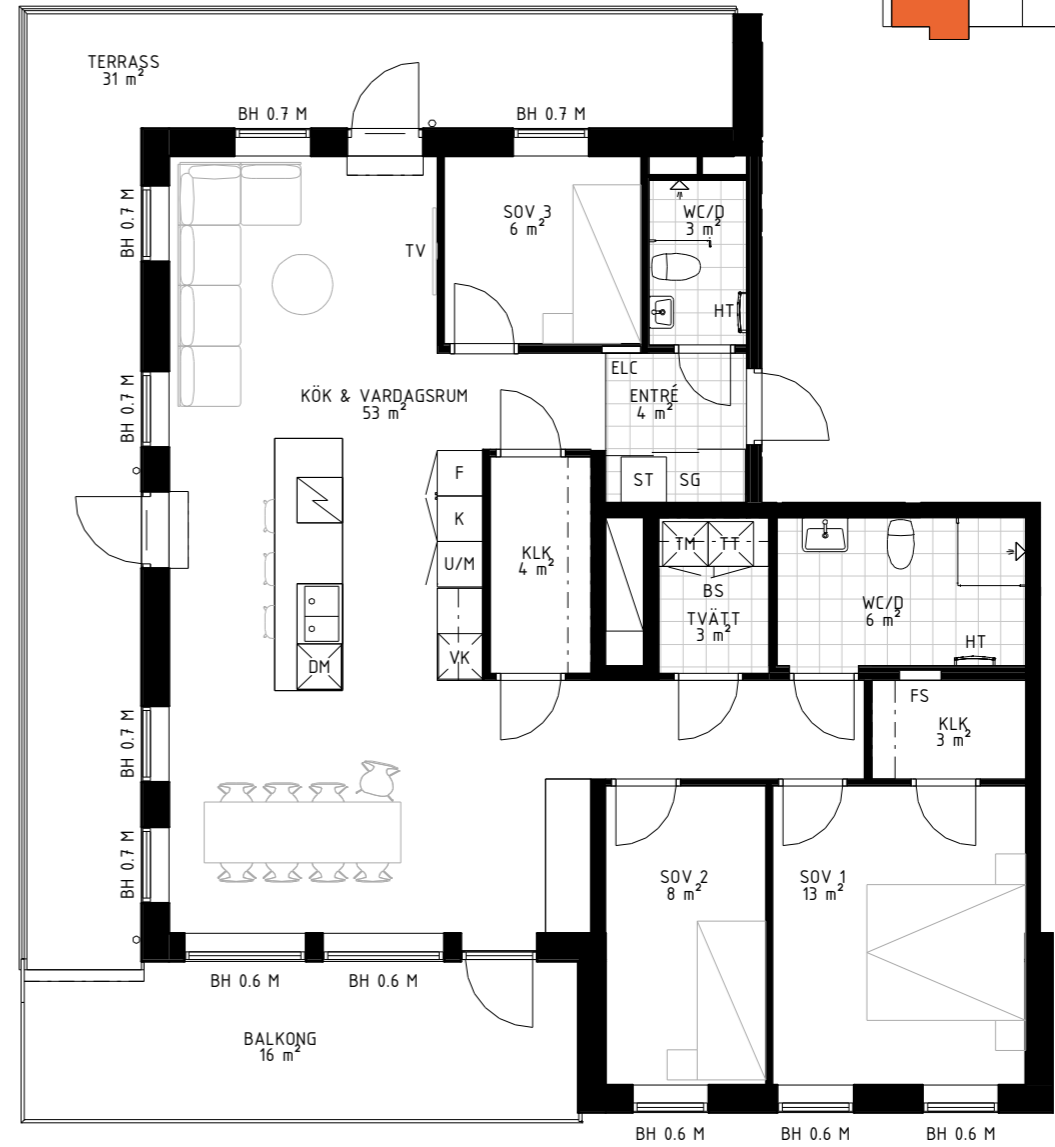 TERRASS
31 m²
BH 0.7 M
BH 0.7 M
BH 0.7 M
SOV 3
6 m²
WC/D
3 m²
TV
HT
BH 0.7 M
ELC
KÖK & VARDAGSRUM
53 m²
ENTRÉ
4 m²
F
ST
SG
K
KLK
4 m²
U/M
TM
TT
BS
TVÄTT
3 m²
WC/D
6 m²
HT
VK
DM
FS
KLK
3 m²
BH 0.7 M
BH 0.7 M
SOV 2
8 m²
SOV 1
13 m²
BH 0.6 M
BH 0.6 M
BALKONG
16 m²
BH 0.6 M
BH 0.6 M
BH 0.6 M